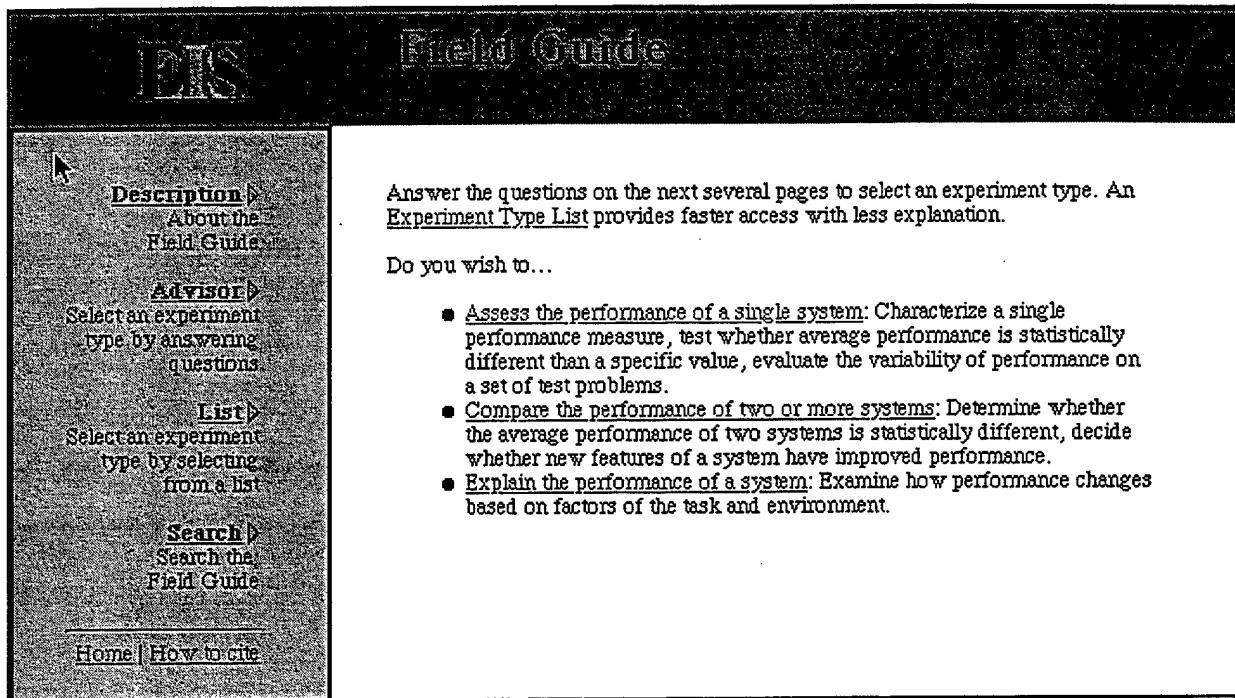 EIS
Field Guide
Description
About the
Field Guide
Advisor
Select an experiment
type by answering
questions
List
Select an experiment
type by selecting
from a list
Search
Search the
Field Guide
Home | How to cite
Answer the questions on the next several pages to select an experiment type. An
Experiment Type List provides faster access with less explanation.
Do you wish to...
• Assess the performance of a single system: Characterize a single
performance measure, test whether average performance is statistically
different than a specific value, evaluate the variability of performance on
a set of test problems.
• Compare the performance of two or more systems: Determine whether
the average performance of two systems is statistically different, decide
whether new features of a system have improved performance.
• Explain the performance of a system: Examine how performance changes
based on factors of the task and environment.